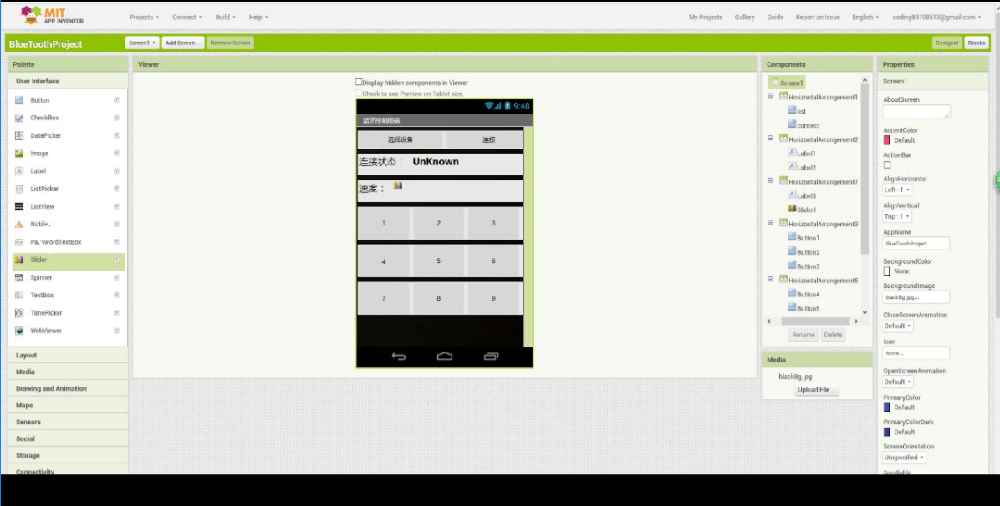 MIT
APP INVENTOR
Projects Connect Build Help
My Projects Gallery Guide Report an Issue English coding89708513@gmail.com
BlueToothProject
Screen1 Add Screen ... Remove Screen
Designer Blocks
Palette
User Interface
Button
CheckBox
DatePicker
Image
Label
ListPicker
ListView
Notifier
PasswordTextBox
Slider
Spinner
TextBox
TimePicker
WebViewer
Layout
Media
Drawing and Animation
Maps
Sensors
Social
Storage
Connectivity
Viewer
Display hidden components in Viewer
Check to see Preview on Tablet size.
9:48
蓝牙控制终端
选择设备 连接
连接状态： UnKnown
速度：
1 2 3
4 5 6
7 8 9
Components
Screen1
HorizontalArrangement1
list
connect
HorizontalArrangement2
Label1
Label2
HorizontalArrangement7
Label3
Slider1
HorizontalArrangement3
Button1
Button2
Button3
HorizontalArrangement5
Button4
Button5
Rename Delete
Media
blackBg.jpg
Upload File ...
Properties
Screen1
AboutScreen
AccentColor
Default
ActionBar
AlignHorizontal
Left : 1
AlignVertical
Top : 1
AppName
BlueToothProject
BackgroundColor
None
BackgroundImage
blackBg.jpg...
CloseScreenAnimation
Default
Icon
None...
OpenScreenAnimation
Default
PrimaryColor
Default
PrimaryColorDark
Default
ScreenOrientation
Unspecified
Scrollable